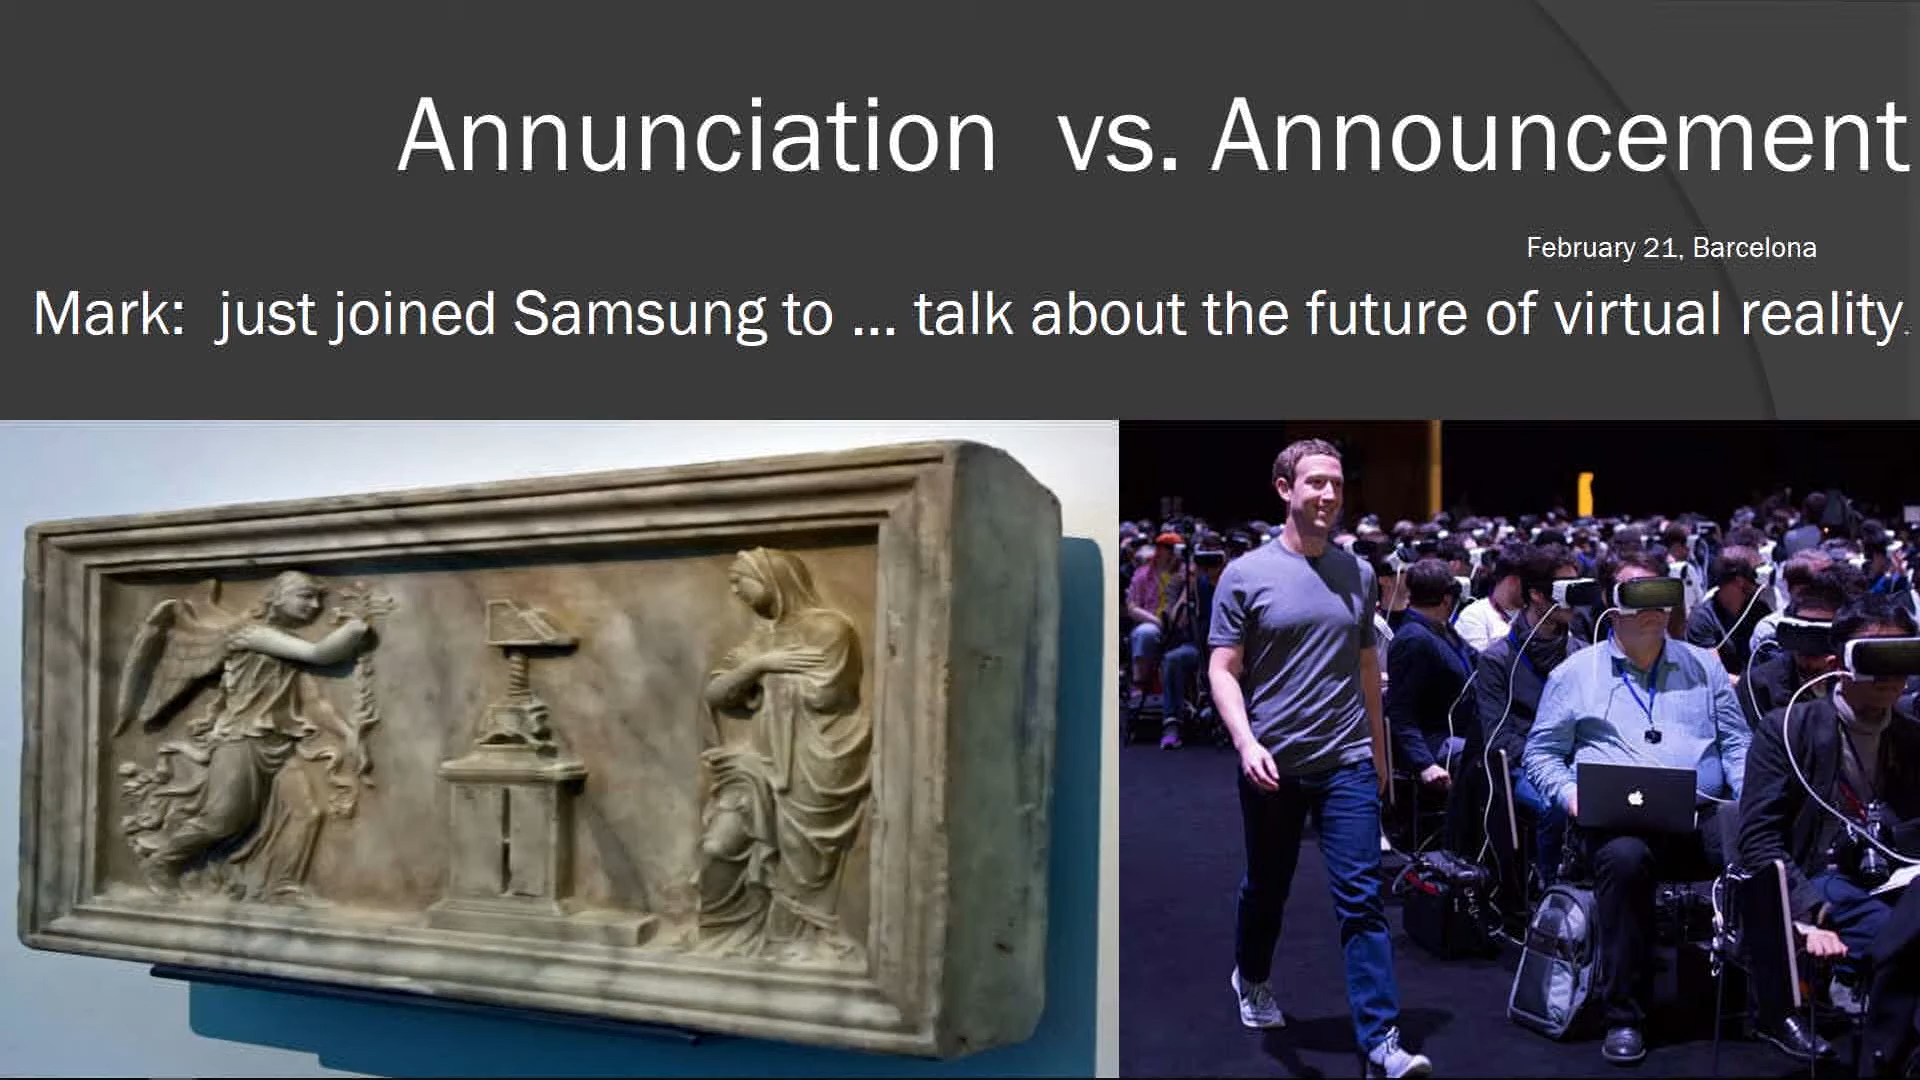 Annunciation vs. Announcement
February 21, Barcelona
Mark: just joined Samsung to ... talk about the future of virtual reality.